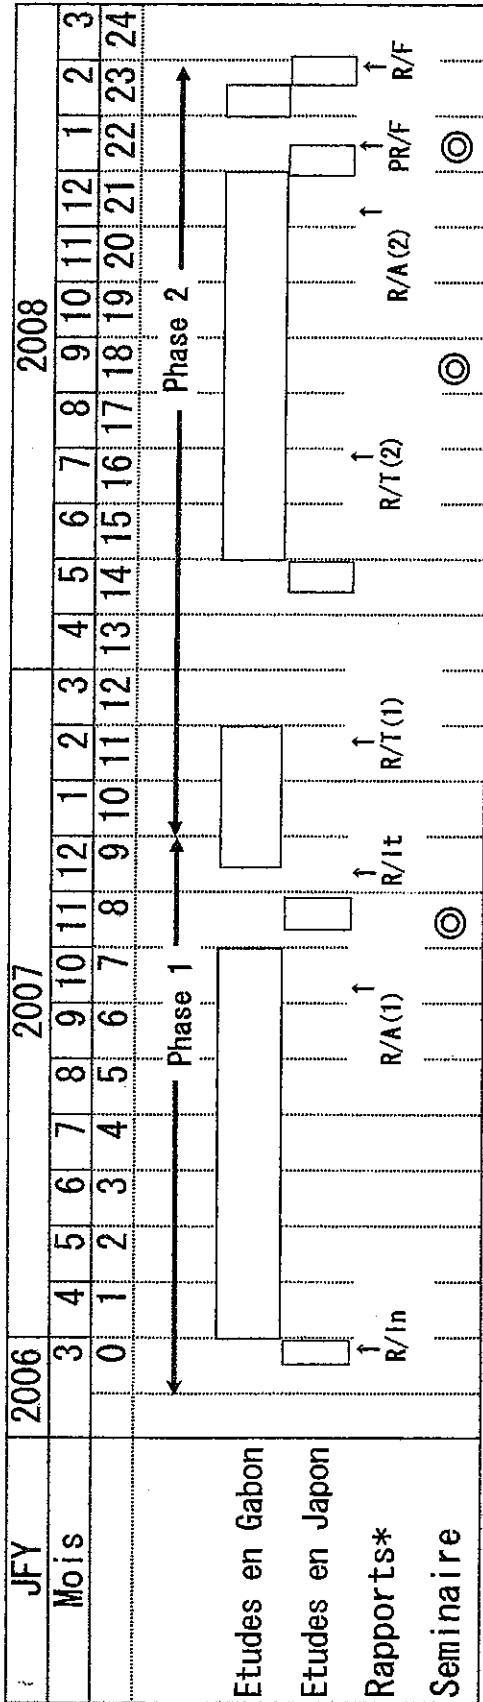 JFY 2006 2007 2008
Mois 3 4 5 6 7 8 9 10 11 12 1 2 3 4 5 6 7 8 9 10 11 12 1 2 3
0 1 2 3 4 5 6 7 8 9 10 11 12 13 14 15 16 17 18 19 20 21 22 23 24
Phase 1 Phase 2
Etudes en Gabon
Etudes en Japon
Rapports* R/In R/A(1) R/It R/T(1) R/T(2) R/A(2) PR/F R/F
Seminaire